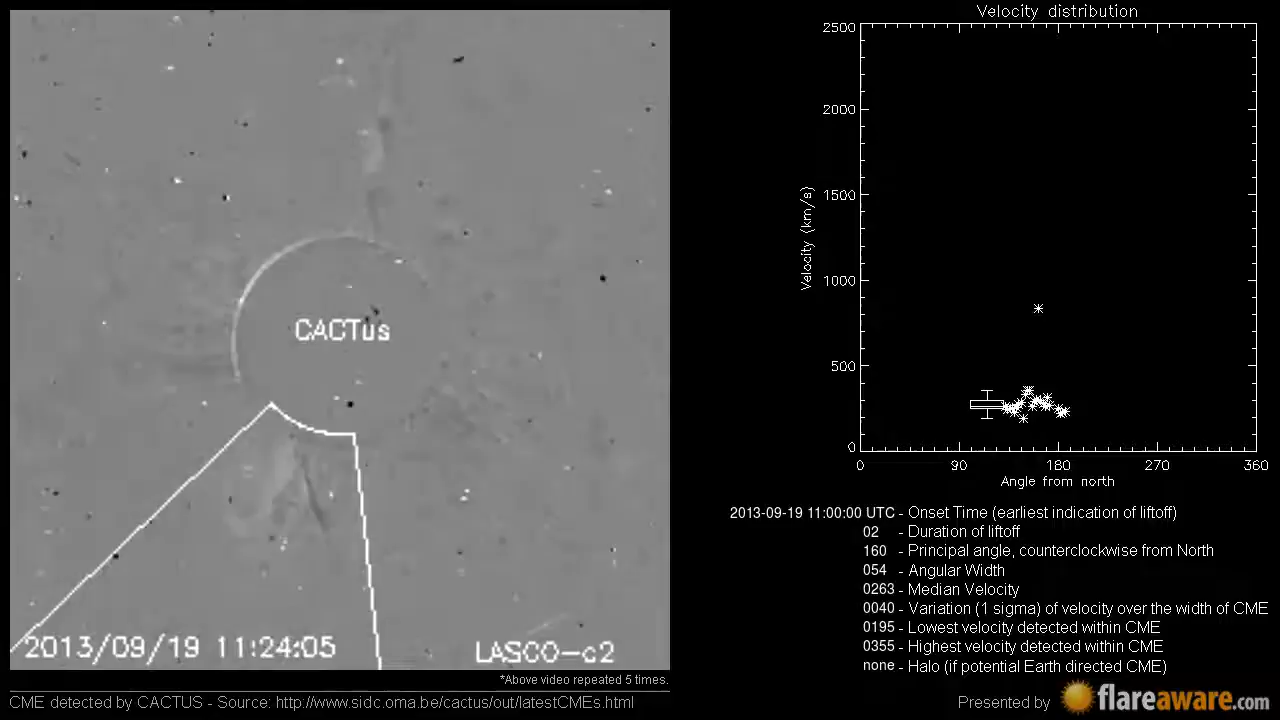 CACTus
2013/09/19 11:24:05
LASCO-c2
*Above video repeated 5 times.
CME detected by CACTUS - Source: http://www.sidc.oma.be/cactus/out/latestCMEs.html
Velocity distribution
Velocity (km/s)
2500
2000
1500
1000
500
0
0 90 180 270 360
Angle from north
2013-09-19 11:00:00 UTC - Onset Time (earliest indication of liftoff)
02 - Duration of liftoff
160 - Principal angle, counterclockwise from North
054 - Angular Width
0263 - Median Velocity
0040 - Variation (1 sigma) of velocity over the width of CME
0195 - Lowest velocity detected within CME
0355 - Highest velocity detected within CME
none - Halo (if potential Earth directed CME)
Presented by flareaware.com